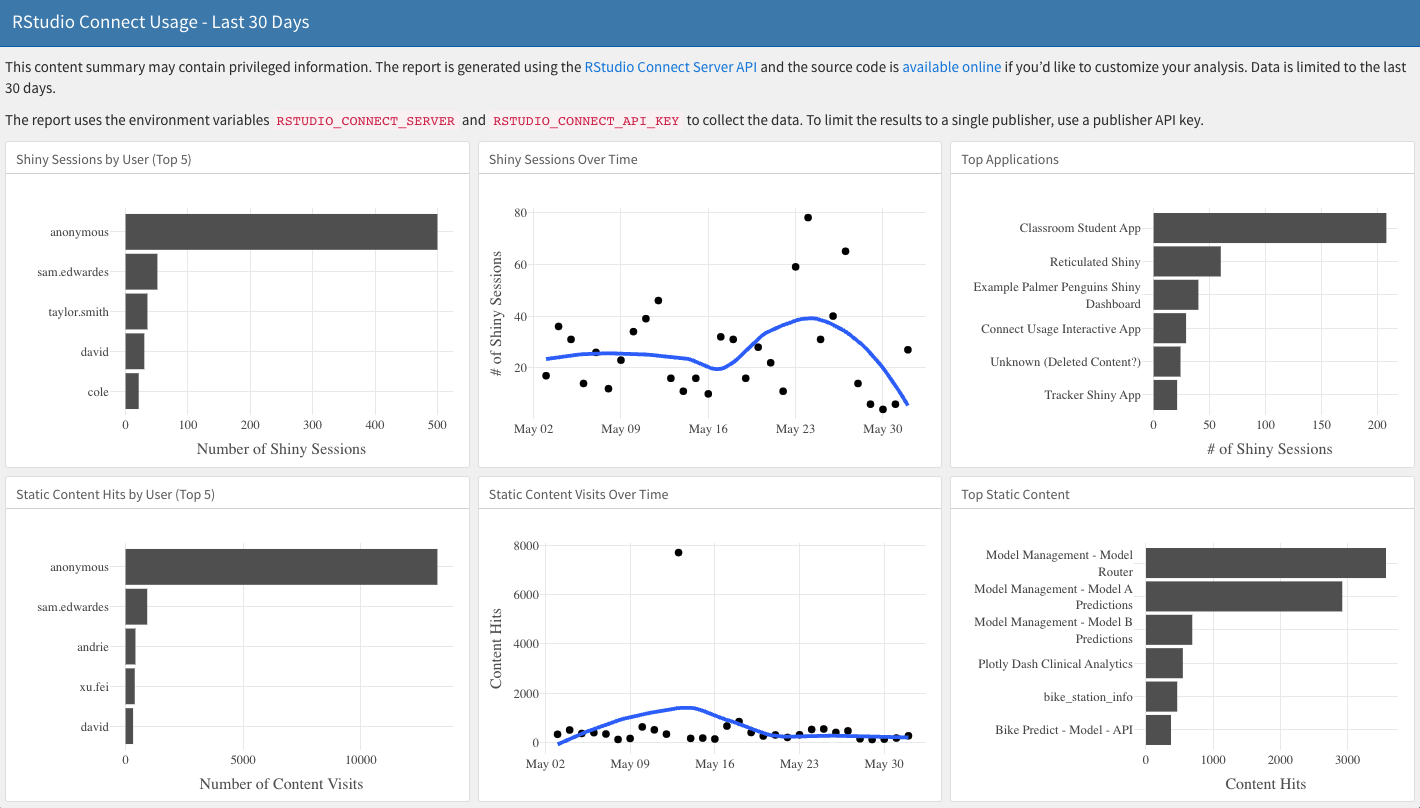 RStudio Connect Usage - Last 30 Days
This content summary may contain privileged information. The report is generated using the RStudio Connect Server API and the source code is available online if you’d like to customize your analysis. Data is limited to the last
30 days.
The report uses the environment variables RSTUDIO_CONNECT_SERVER and RSTUDIO_CONNECT_API_KEY to collect the data. To limit the results to a single publisher, use a publisher API key.
Shiny Sessions by User (Top 5)
anonymous
sam.edwardes
taylor.smith
david
cole
0 100 200 300 400 500
Number of Shiny Sessions
Shiny Sessions Over Time
# of Shiny Sessions
80
60
40
20
May 02 May 09 May 16 May 23 May 30
Top Applications
Classroom Student App
Reticulated Shiny
Example Palmer Penguins Shiny
Dashboard
Connect Usage Interactive App
Unknown (Deleted Content?)
Tracker Shiny App
0 50 100 150 200
# of Shiny Sessions
Static Content Hits by User (Top 5)
anonymous
sam.edwardes
andrie
xu.fei
david
0 5000 10000
Number of Content Visits
Static Content Visits Over Time
Content Hits
8000
6000
4000
2000
0
May 02 May 09 May 16 May 23 May 30
Top Static Content
Model Management - Model
Router
Model Management - Model A
Predictions
Model Management - Model B
Predictions
Plotly Dash Clinical Analytics
bike_station_info
Bike Predict - Model - API
0 1000 2000 3000
Content Hits